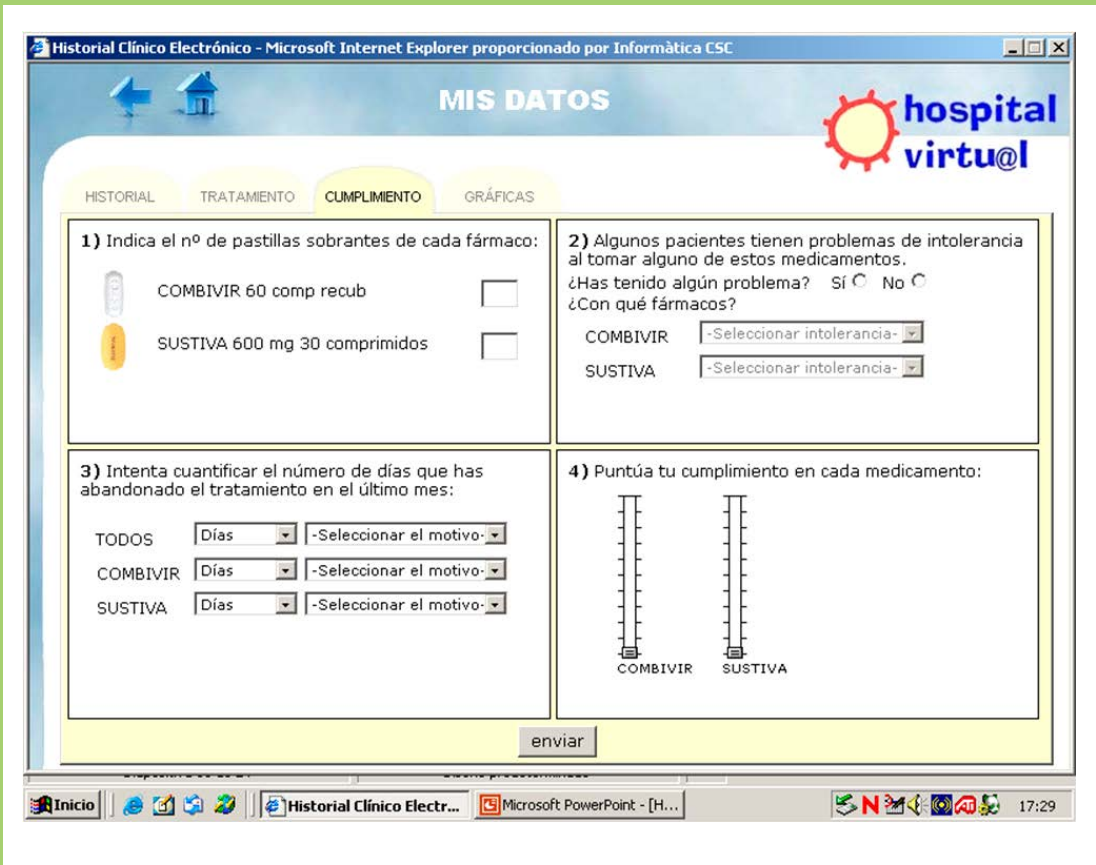 Historial Clínico Electrónico - Microsoft Internet Explorer proporcionado por Informàtica CSC
MIS DATOS
hospital
virtu@l
HISTORIAL TRATAMIENTO CUMPLIMIENTO GRÁFICAS
1) Indica el nº de pastillas sobrantes de cada fármaco:
COMBIVIR 60 comp recub
SUSTIVA 600 mg 30 comprimidos
2) Algunos pacientes tienen problemas de intolerancia
al tomar alguno de estos medicamentos.
¿Has tenido algún problema? Sí No
¿Con qué fármacos?
COMBIVIR -Seleccionar intolerancia-
SUSTIVA -Seleccionar intolerancia-
3) Intenta cuantificar el número de días que has
abandonado el tratamiento en el último mes:
TODOS Días -Seleccionar el motivo-
COMBIVIR Días -Seleccionar el motivo-
SUSTIVA Días -Seleccionar el motivo-
4) Puntúa tu cumplimiento en cada medicamento:
COMBIVIR SUSTIVA
enviar
Inicio Historial Clínico Electr... Microsoft PowerPoint - [H... 17:29